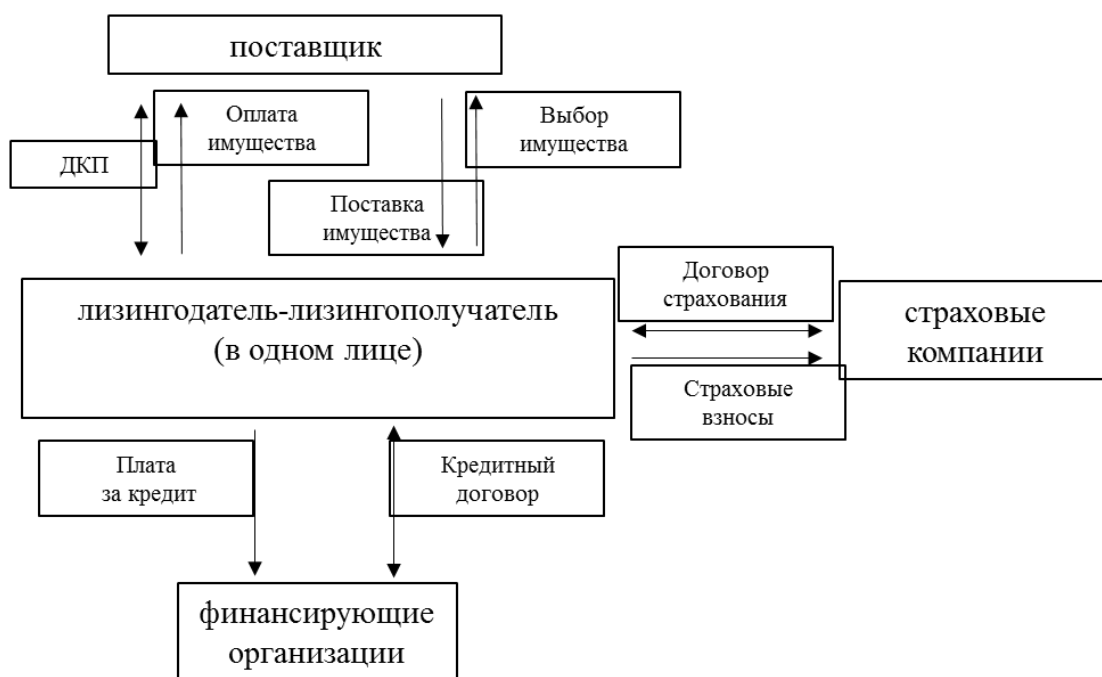 поставщик
Оплата
имущества
Выбор
имущества
ДКП
Поставка
имущества
Договор
страхования
лизингодатель-лизингополучатель
(в одном лице)
страховые
компании
Страховые
взносы
Плата
за кредит
Кредитный
договор
финансирующие
организации